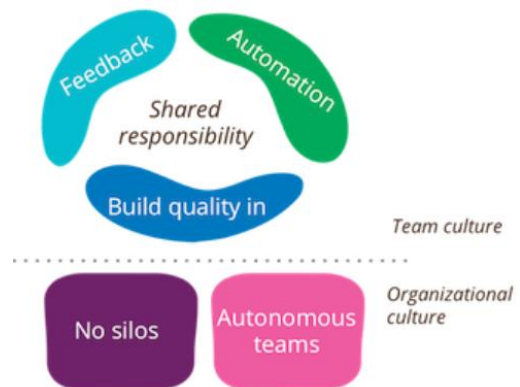 Feedback
Automation
Shared
responsibility
Build quality in
Team culture
Organizational
culture
No silos
Autonomous
teams